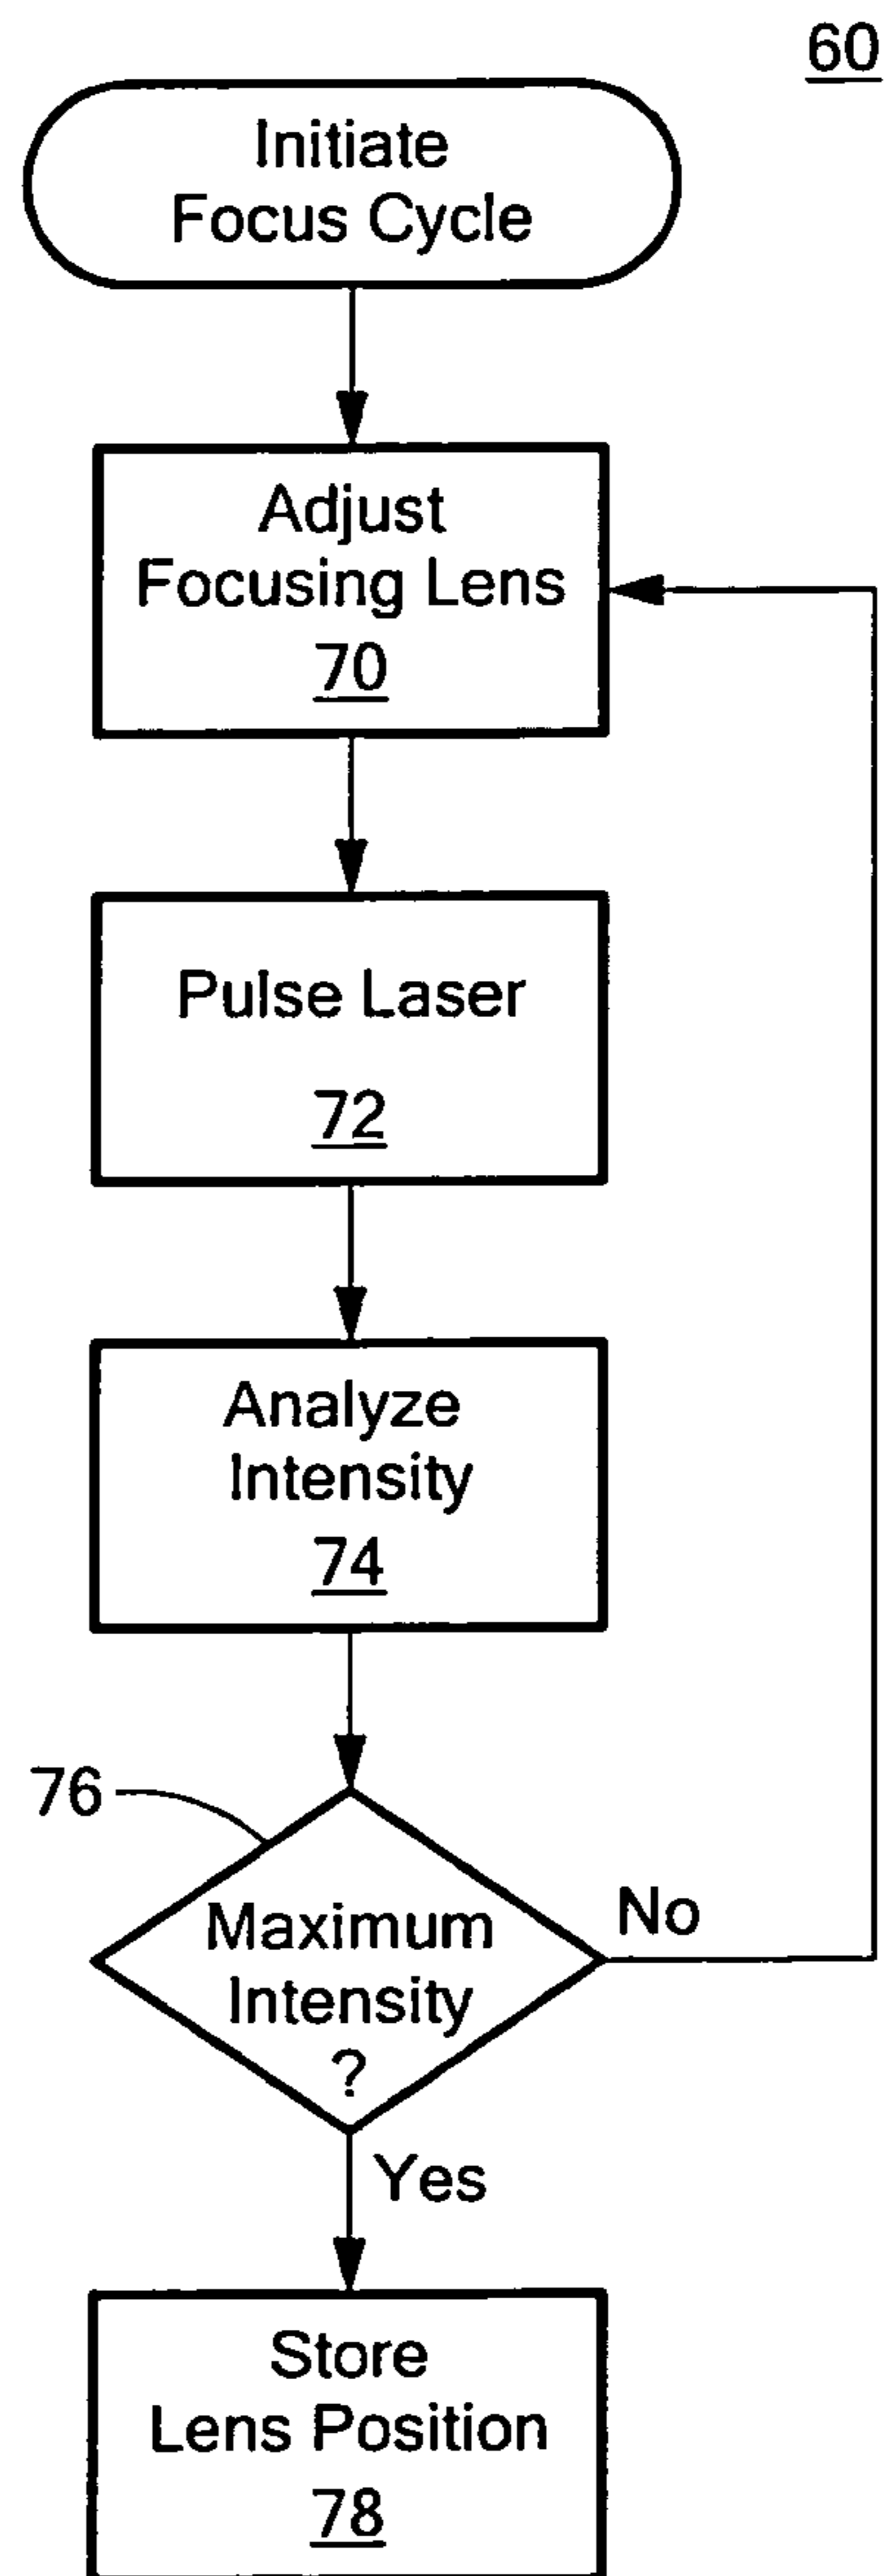 60
Initiate
Focus Cycle
Adjust
Focusing Lens
70
Pulse Laser
72
Analyze
Intensity
74
76
Maximum
Intensity
?
No
Yes
Store
Lens Position
78